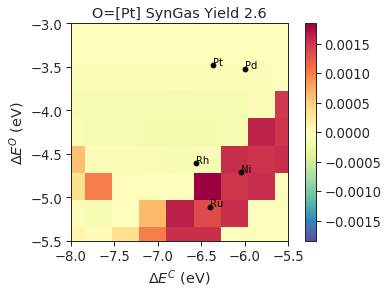 O=[Pt] SynGas Yield 2.6
−3.0
−3.5
−4.0
−4.5
−5.0
−5.5
ΔE^O (eV)
Pt
Pd
Rh
Ni
Ru
−8.0 −7.5 −7.0 −6.5 −6.0 −5.5
ΔE^C (eV)
0.0015
0.0010
0.0005
0.0000
−0.0005
−0.0010
−0.0015